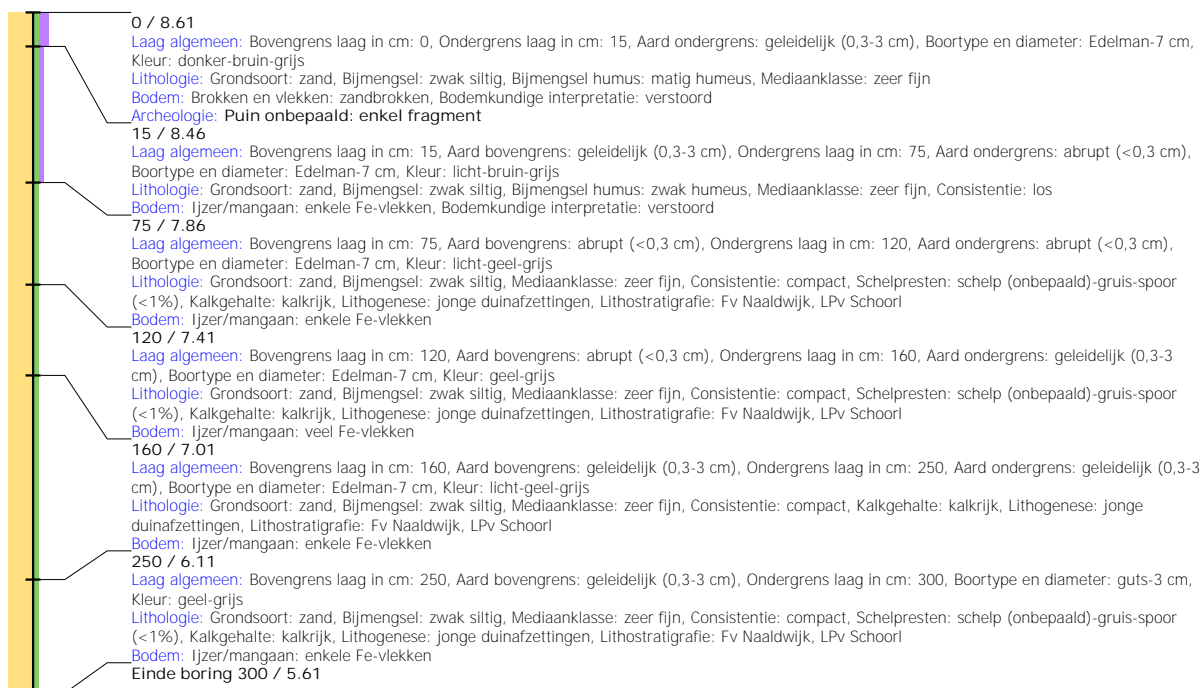 0 / 8.61
Laag algemeen: Bovengrens laag in cm: 0, Ondergrens laag in cm: 15, Aard ondergrens: geleidelijk (0,3-3 cm), Boortype en diameter: Edelman-7 cm,
Kleur: donker-bruin-grijs
Lithologie: Grondsoort: zand, Bijmengsel: zwak siltig, Bijmengsel humus: matig humeus, Mediaanklasse: zeer fijn
Bodem: Brokken en vlekken: zandbrokken, Bodemkundige interpretatie: verstoord
Archeologie: Puin onbepaald: enkel fragment
15 / 8.46
Laag algemeen: Bovengrens laag in cm: 15, Aard bovengrens: geleidelijk (0,3-3 cm), Ondergrens laag in cm: 75, Aard ondergrens: abrupt (<0,3 cm),
Boortype en diameter: Edelman-7 cm, Kleur: licht-bruin-grijs
Lithologie: Grondsoort: zand, Bijmengsel: zwak siltig, Bijmengsel humus: zwak humeus, Mediaanklasse: zeer fijn, Consistentie: los
Bodem: Ijzer/mangaan: enkele Fe-vlekken, Bodemkundige interpretatie: verstoord
75 / 7.86
Laag algemeen: Bovengrens laag in cm: 75, Aard bovengrens: abrupt (<0,3 cm), Ondergrens laag in cm: 120, Aard ondergrens: abrupt (<0,3 cm),
Boortype en diameter: Edelman-7 cm, Kleur: licht-geel-grijs
Lithologie: Grondsoort: zand, Bijmengsel: zwak siltig, Mediaanklasse: zeer fijn, Consistentie: compact, Schelpresten: schelp (onbepaald)-gruis-spoor
(<1%), Kalkgehalte: kalkrijk, Lithogenese: jonge duinafzettingen, Lithostratigrafie: Fv Naaldwijk, LPv Schoorl
Bodem: Ijzer/mangaan: enkele Fe-vlekken
120 / 7.41
Laag algemeen: Bovengrens laag in cm: 120, Aard bovengrens: abrupt (<0,3 cm), Ondergrens laag in cm: 160, Aard ondergrens: geleidelijk (0,3-3
cm), Boortype en diameter: Edelman-7 cm, Kleur: geel-grijs
Lithologie: Grondsoort: zand, Bijmengsel: zwak siltig, Mediaanklasse: zeer fijn, Consistentie: compact, Schelpresten: schelp (onbepaald)-gruis-spoor
(<1%), Kalkgehalte: kalkrijk, Lithogenese: jonge duinafzettingen, Lithostratigrafie: Fv Naaldwijk, LPv Schoorl
Bodem: Ijzer/mangaan: veel Fe-vlekken
160 / 7.01
Laag algemeen: Bovengrens laag in cm: 160, Aard bovengrens: geleidelijk (0,3-3 cm), Ondergrens laag in cm: 250, Aard ondergrens: geleidelijk (0,3-3
cm), Boortype en diameter: Edelman-7 cm, Kleur: licht-geel-grijs
Lithologie: Grondsoort: zand, Bijmengsel: zwak siltig, Mediaanklasse: zeer fijn, Consistentie: compact, Kalkgehalte: kalkrijk, Lithogenese: jonge
duinafzettingen, Lithostratigrafie: Fv Naaldwijk, LPv Schoorl
Bodem: Ijzer/mangaan: enkele Fe-vlekken
250 / 6.11
Laag algemeen: Bovengrens laag in cm: 250, Aard bovengrens: geleidelijk (0,3-3 cm), Ondergrens laag in cm: 300, Boortype en diameter: guts-3 cm,
Kleur: geel-grijs
Lithologie: Grondsoort: zand, Bijmengsel: zwak siltig, Mediaanklasse: zeer fijn, Consistentie: compact, Schelpresten: schelp (onbepaald)-gruis-spoor
(<1%), Kalkgehalte: kalkrijk, Lithogenese: jonge duinafzettingen, Lithostratigrafie: Fv Naaldwijk, LPv Schoorl
Bodem: Ijzer/mangaan: enkele Fe-vlekken
Einde boring 300 / 5.61